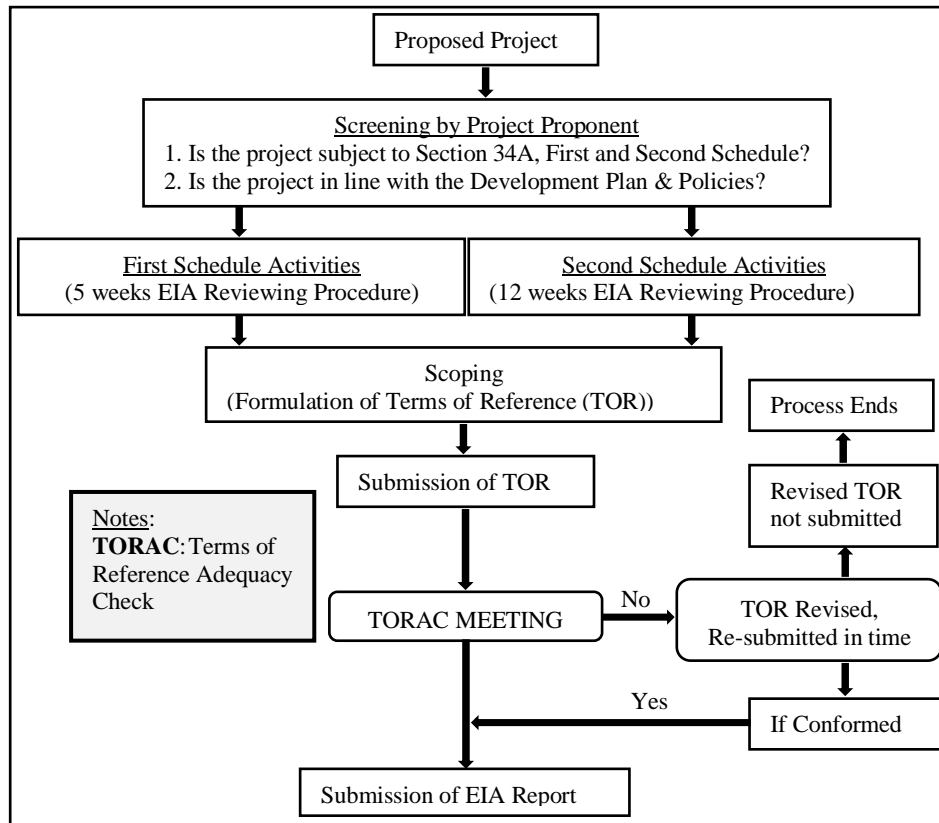 Proposed Project
Screening by Project Proponent
1. Is the project subject to Section 34A, First and Second Schedule?
2. Is the project in line with the Development Plan & Policies?
First Schedule Activities
(5 weeks EIA Reviewing Procedure)
Second Schedule Activities
(12 weeks EIA Reviewing Procedure)
Scoping
(Formulation of Terms of Reference (TOR))
Process Ends
Submission of TOR
Revised TOR
not submitted
Notes:
TORAC: Terms of
Reference Adequacy
Check
TORAC MEETING
No
TOR Revised,
Re-submitted in time
Yes
If Conformed
Submission of EIA Report